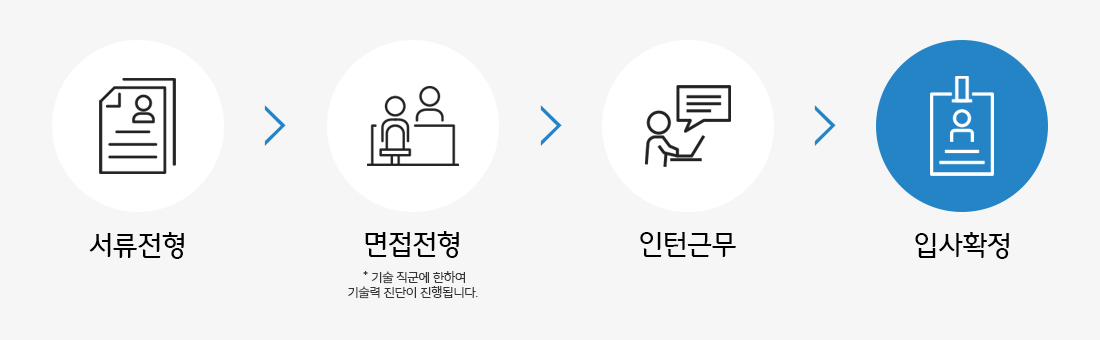 서류전형
면접전형
* 기술 직군에 한하여
기술력 진단이 진행됩니다.
인턴근무
입사확정